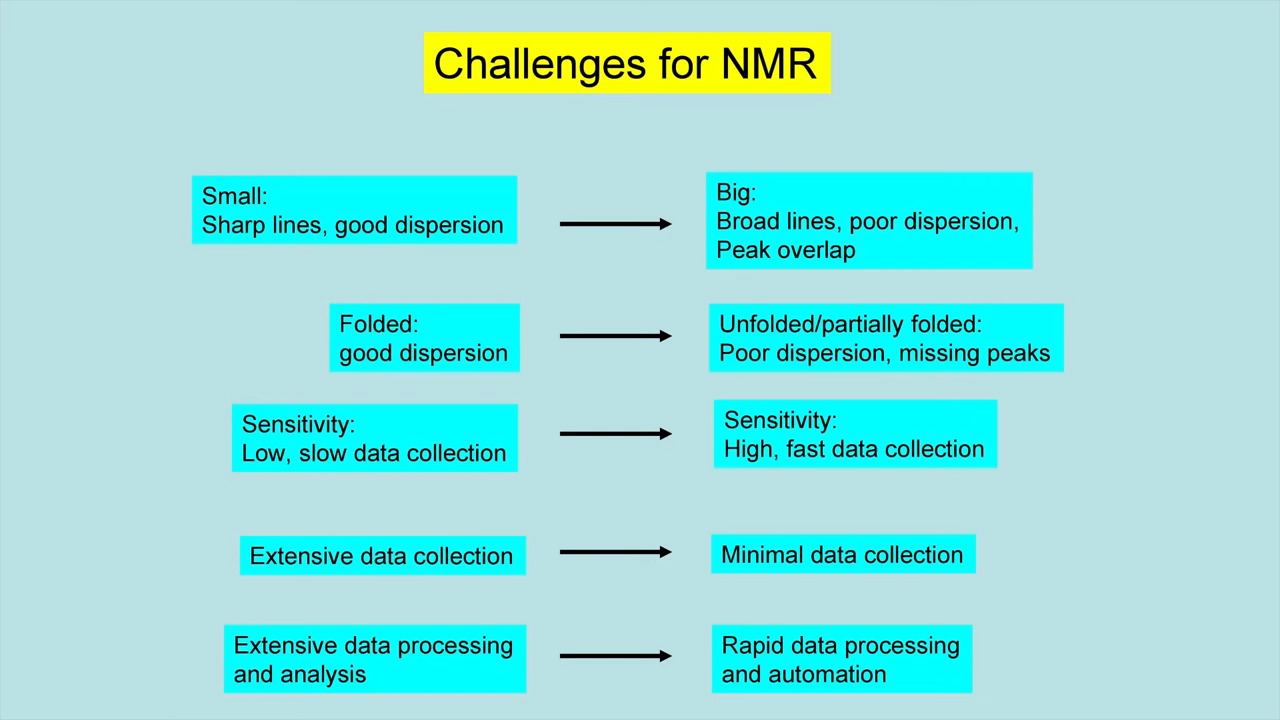 Challenges for NMR
Small:
Sharp lines, good dispersion
Big:
Broad lines, poor dispersion,
Peak overlap
Folded:
good dispersion
Unfolded/partially folded:
Poor dispersion, missing peaks
Sensitivity:
Low, slow data collection
Sensitivity:
High, fast data collection
Extensive data collection
Minimal data collection
Extensive data processing
and analysis
Rapid data processing
and automation